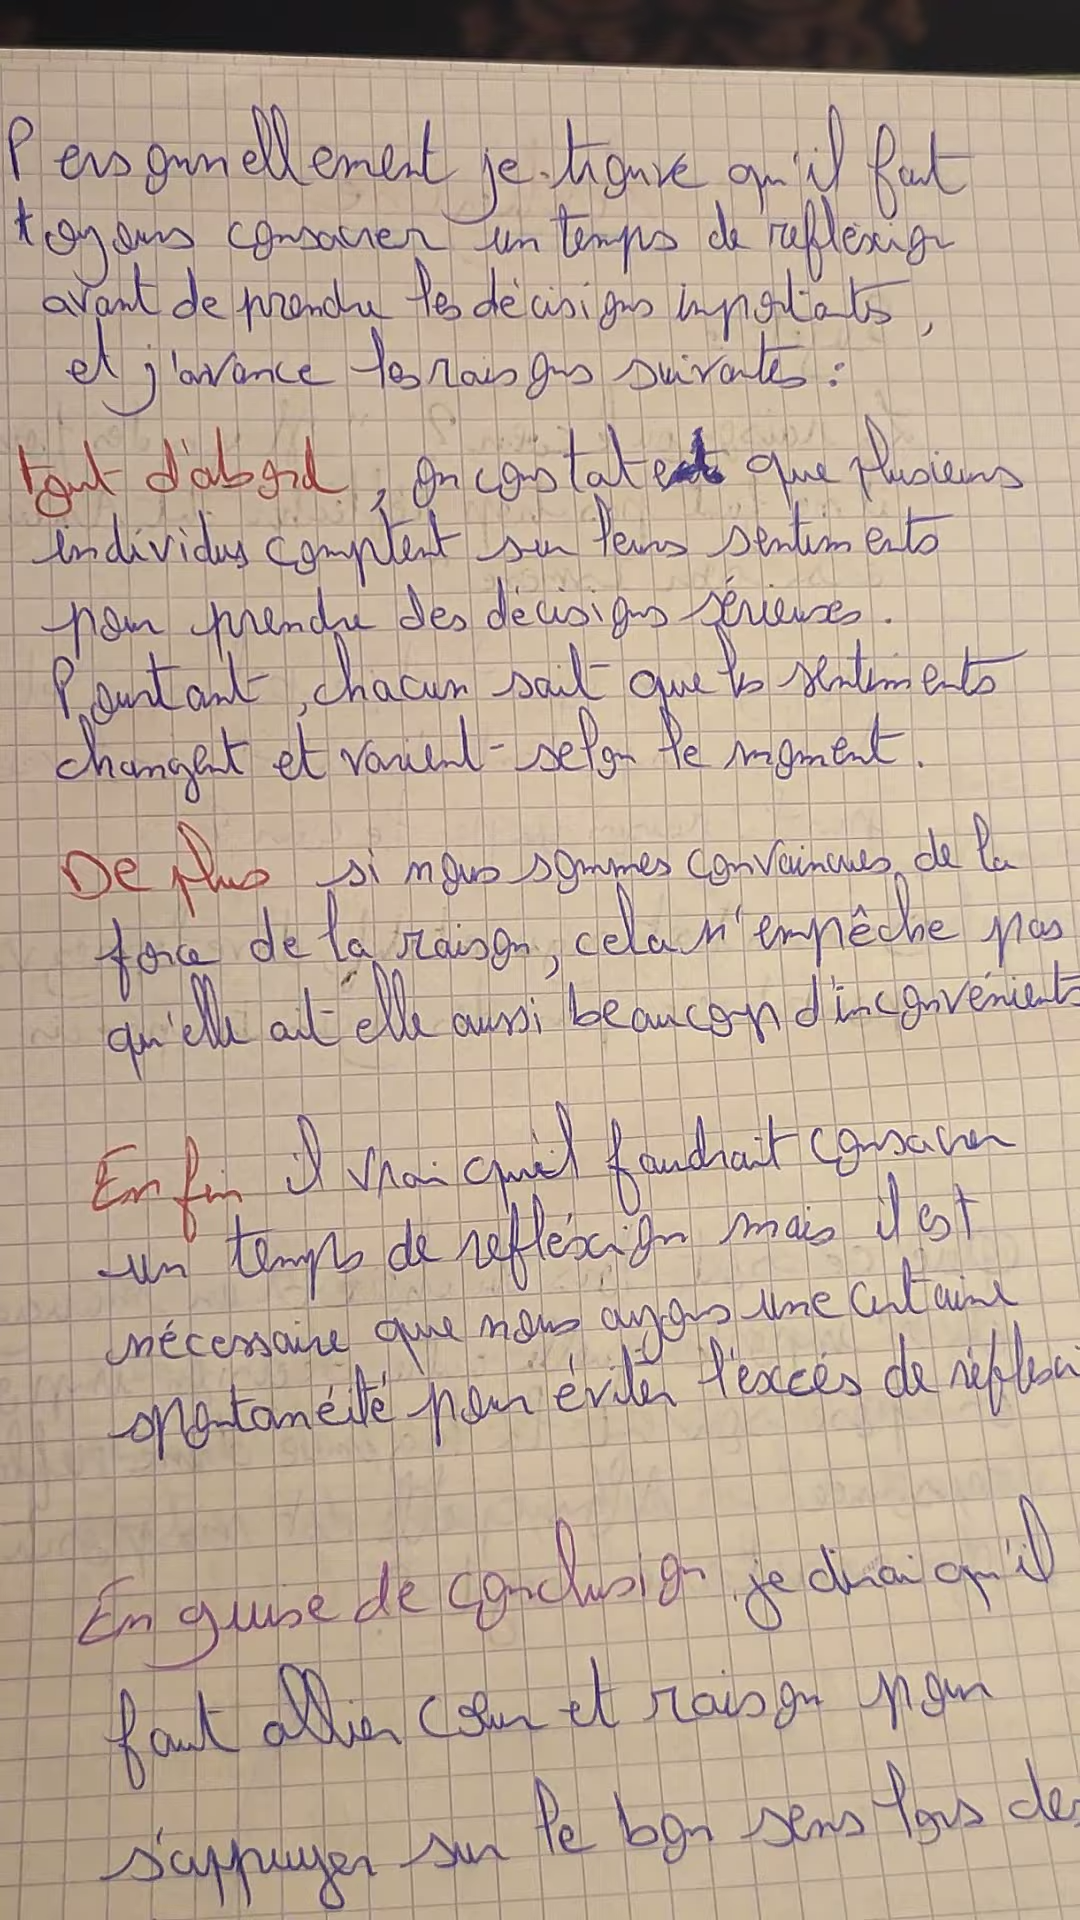 Personnellement je trouve qu'il faut
toujours consacrer un temps de refléxion
avant de prendre les décisions importants,
et j'avance les raisons suivantes :
tout d'abord, on constate que plusieurs
individus comptent sur leurs sentiments
pour prendre des décisions sérieuses.
Pourtant, chacun sait que les sentiments
changent et varient selon le moment.
De plus si nous sommes convaincues de la
force de la raison, cela n'empêche pas
qu'elle ait elle aussi beaucoup d'inconvénients
Enfin il vrai qu'il faudrait consacrer
un temps de refléxion mais il est
nécessaire que nous ayons une certaine
spontanéité pour éviter l'excès de réflexi
En guise de conclusion je dirai qu'il
faut allier cœur et raison pour
s'appuyer sur le bon sens lors des